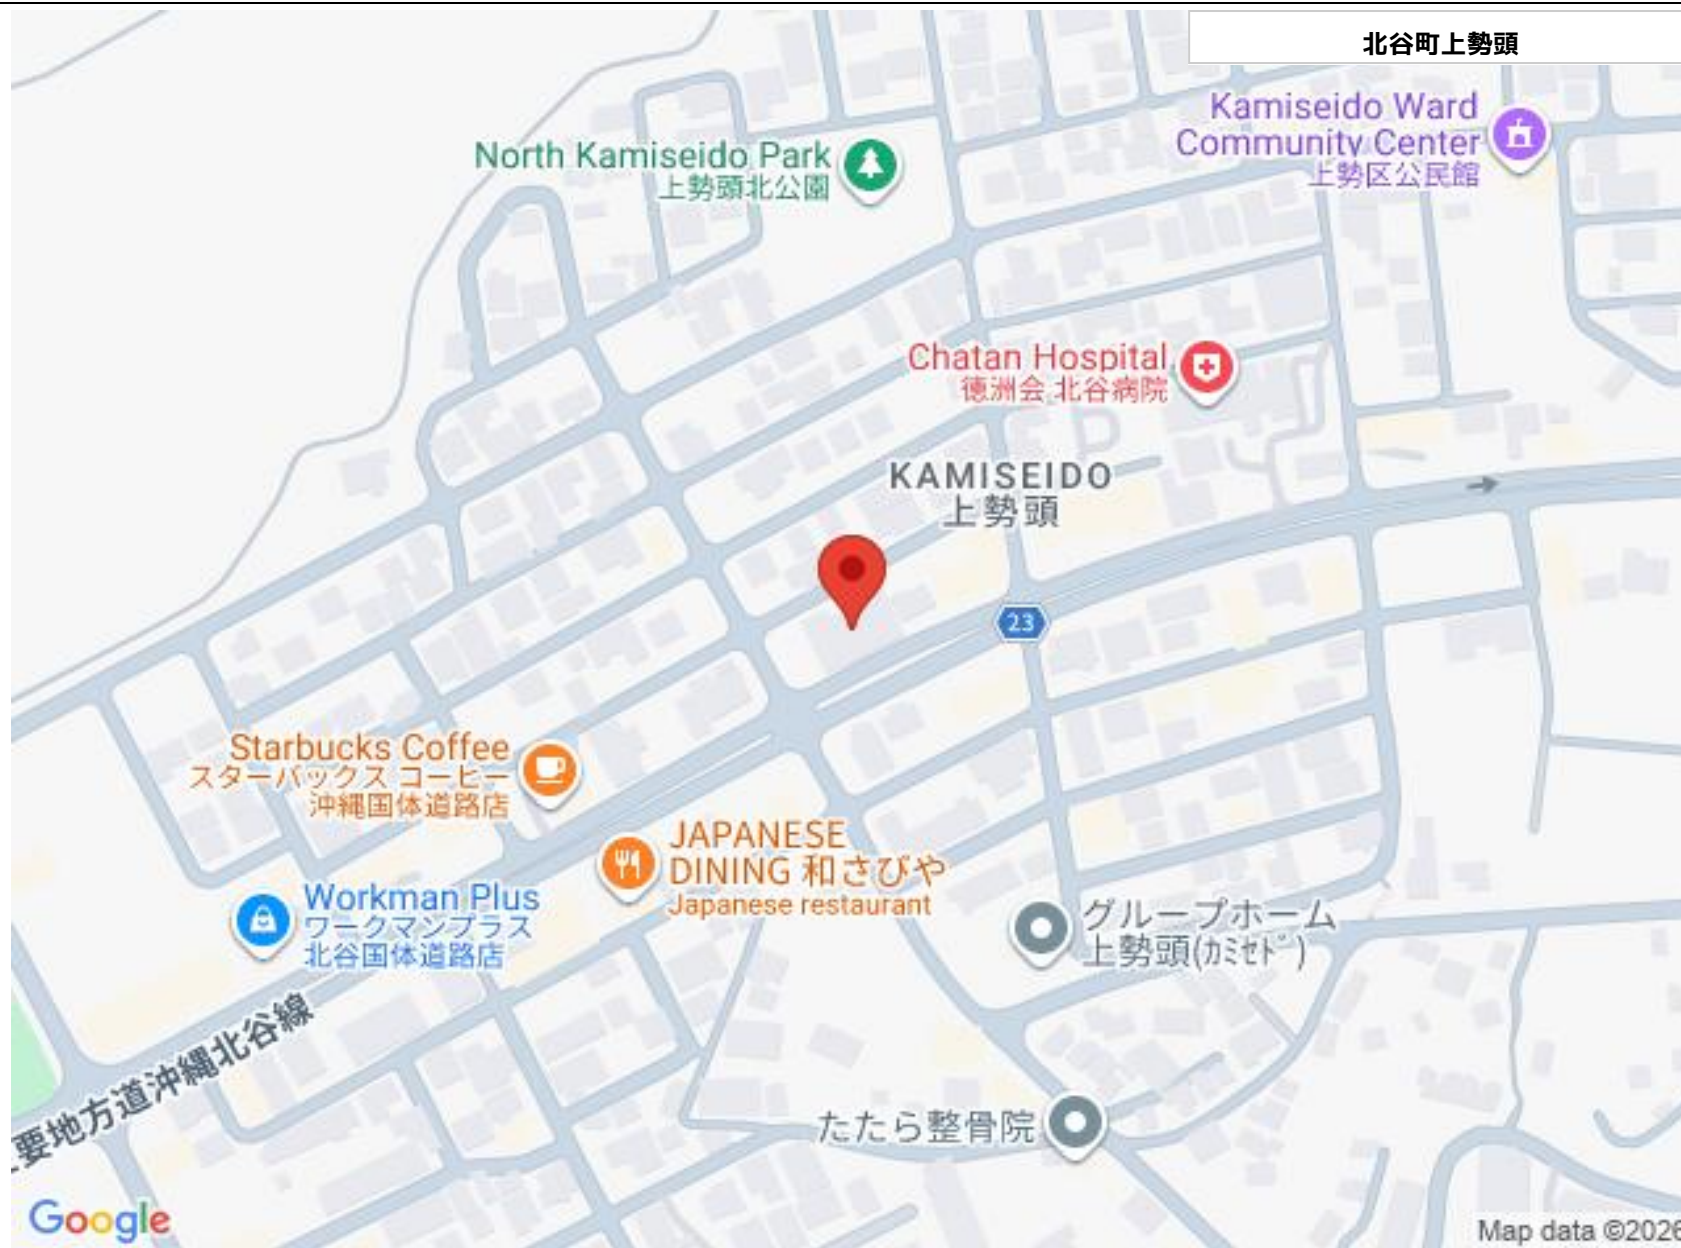 北谷町上勢頭
Kamiseido Ward
Community Center
上勢区公民館
North Kamiseido Park
上勢頭北公園
Chatan Hospital
徳洲会 北谷病院
P
KAMISEIDO
上勢頭
23
Starbucks Coffee
スターバックス コーヒー
沖縄国体道路店
JAPANESE
DINING 和さびや
Japanese restaurant
Workman Plus
ワークマンプラス
北谷国体道路店
グループホーム
上勢頭(ｶﾐｾﾄﾞ)
要地方道沖縄北谷線
たたら整骨院
Google
Map data ©2026